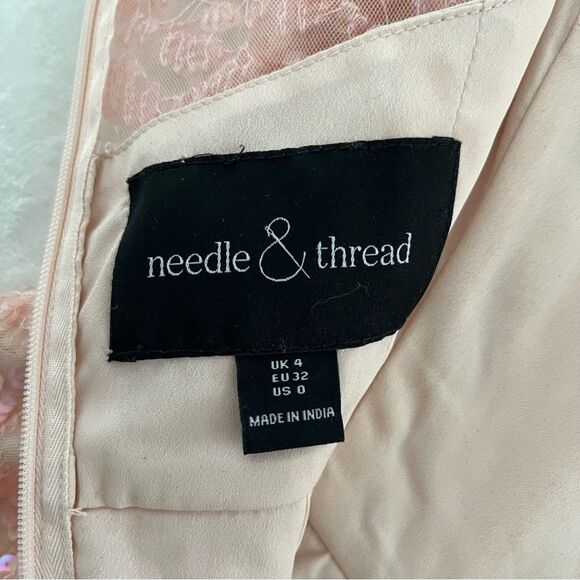 needle & thread
UK 4
EU 32
US 0
MADE IN INDIA